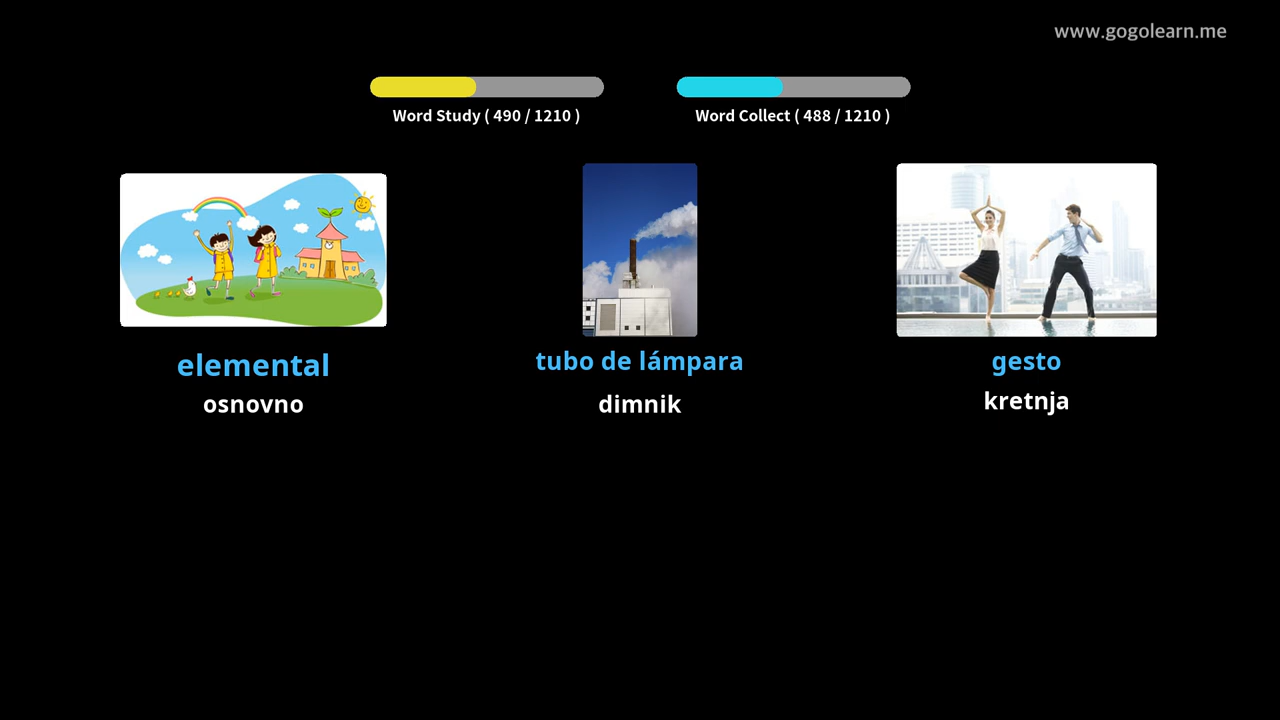 www.gogolearn.me
Word Study ( 490 / 1210 )
Word Collect ( 488 / 1210 )
elemental
osnovno
tubo de lámpara
dimnik
gesto
kretnja